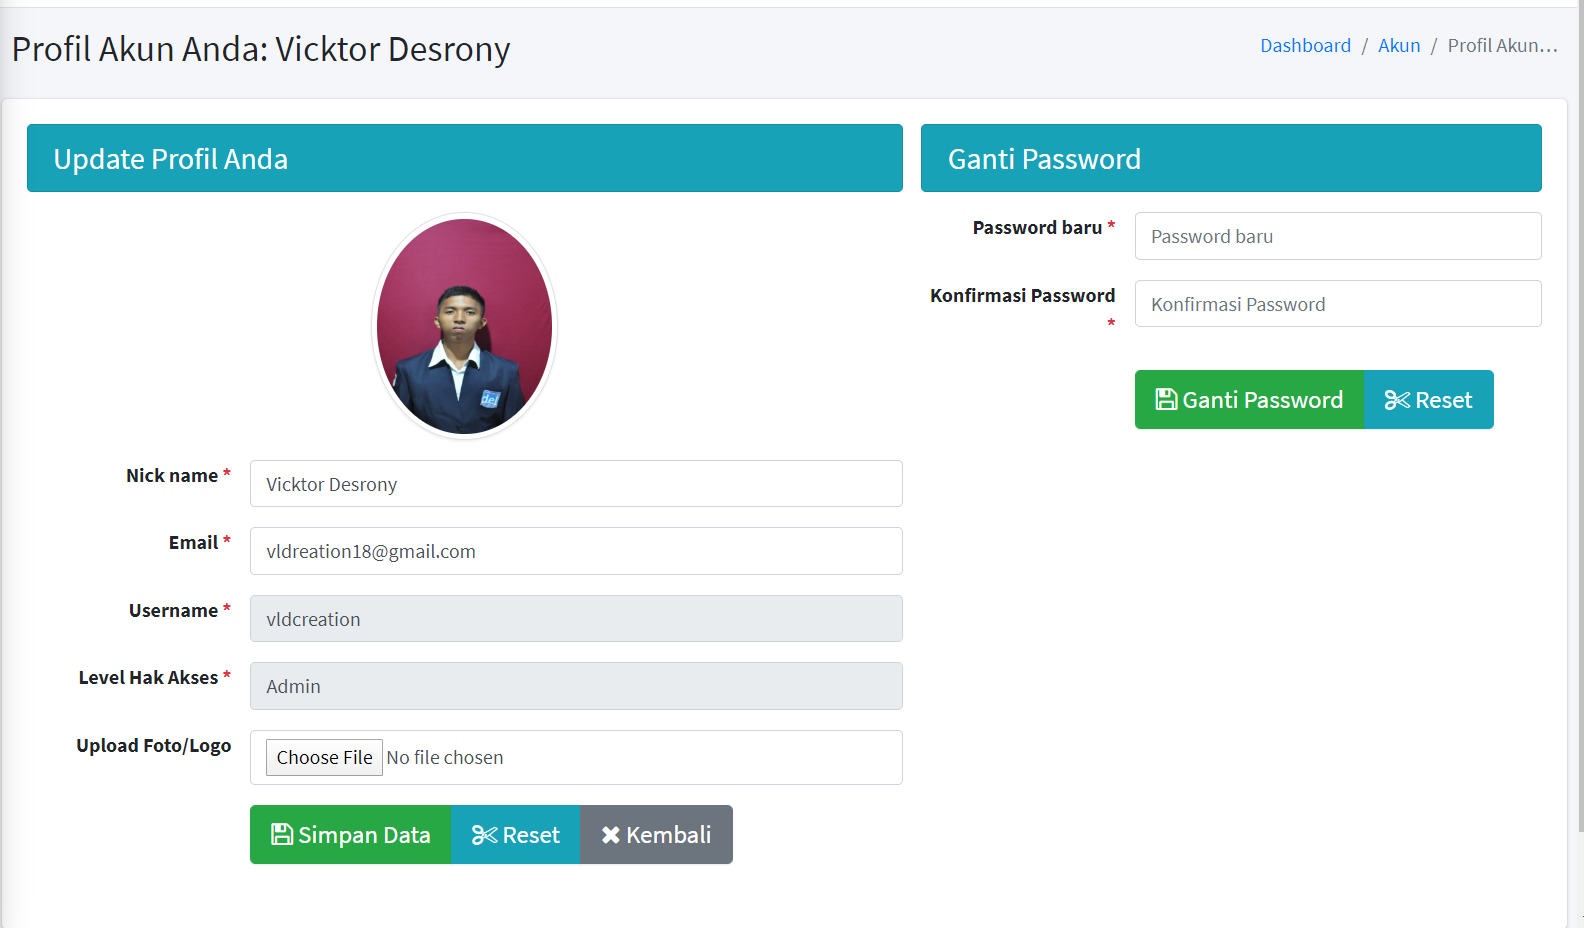 Profil Akun Anda: Vicktor Desrony
Dashboard / Akun / Profil Akun...
Update Profil Anda
del
Nick name *
Vicktor Desrony
Email *
vldreation18@gmail.com
Username *
vldcreation
Level Hak Akses *
Admin
Upload Foto/Logo
Choose File No file chosen
Simpan Data
Reset
Kembali
Ganti Password
Password baru *
Password baru
Konfirmasi Password
*
Konfirmasi Password
Ganti Password
Reset